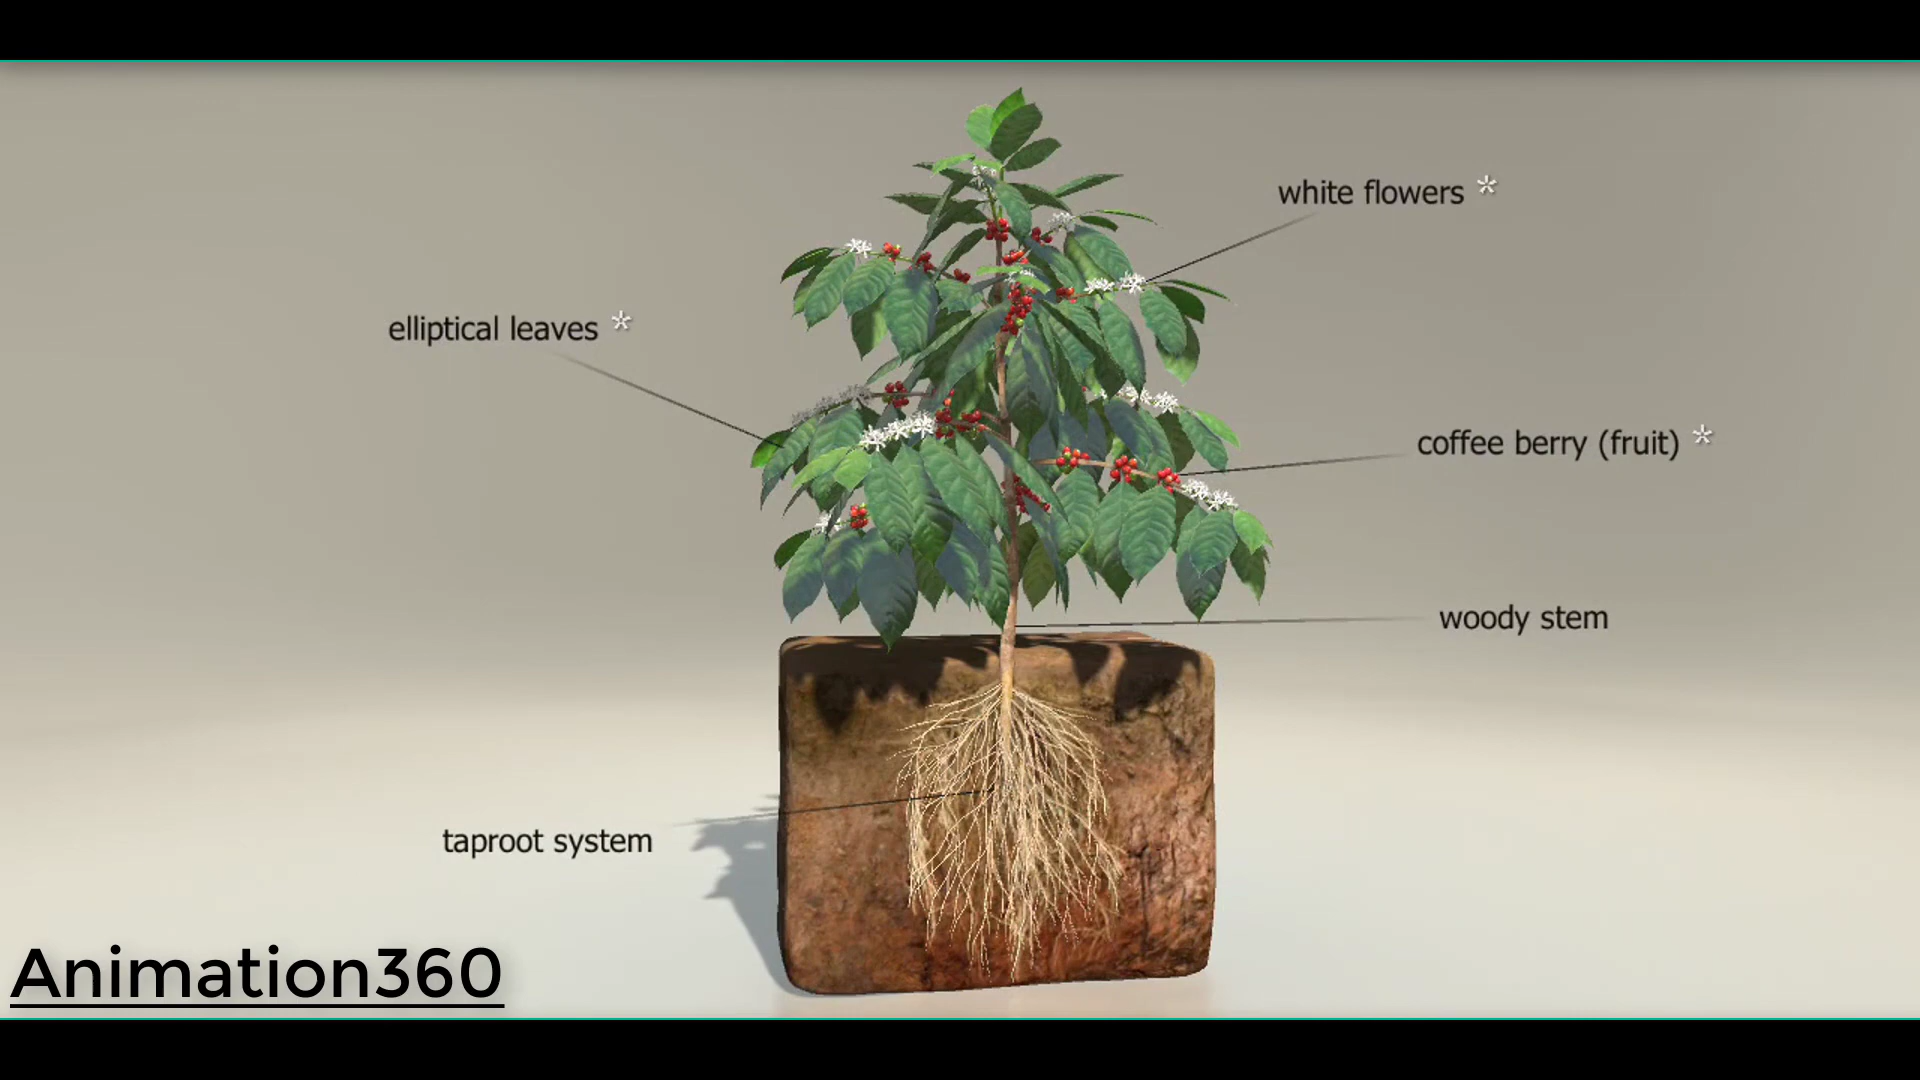 white flowers *
elliptical leaves *
coffee berry (fruit) *
woody stem
taproot system
Animation360